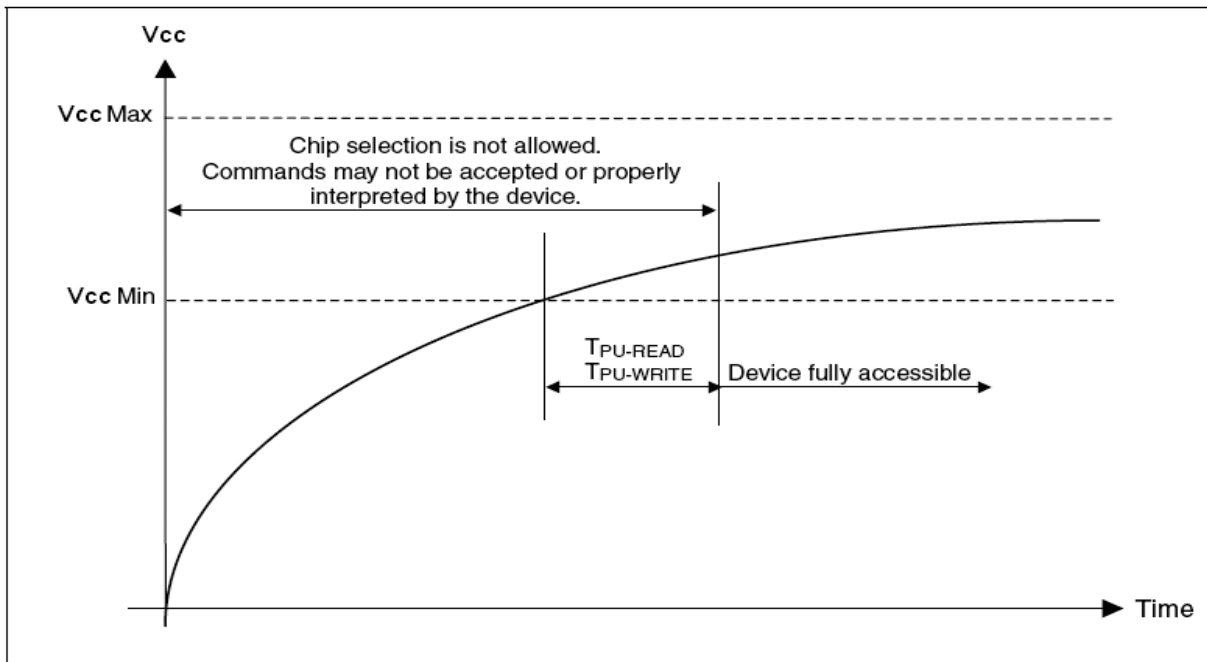 Vcc
Vcc Max
Chip selection is not allowed.
Commands may not be accepted or properly
interpreted by the device.
Vcc Min
TPU-READ
TPU-WRITE
Device fully accessible
Time